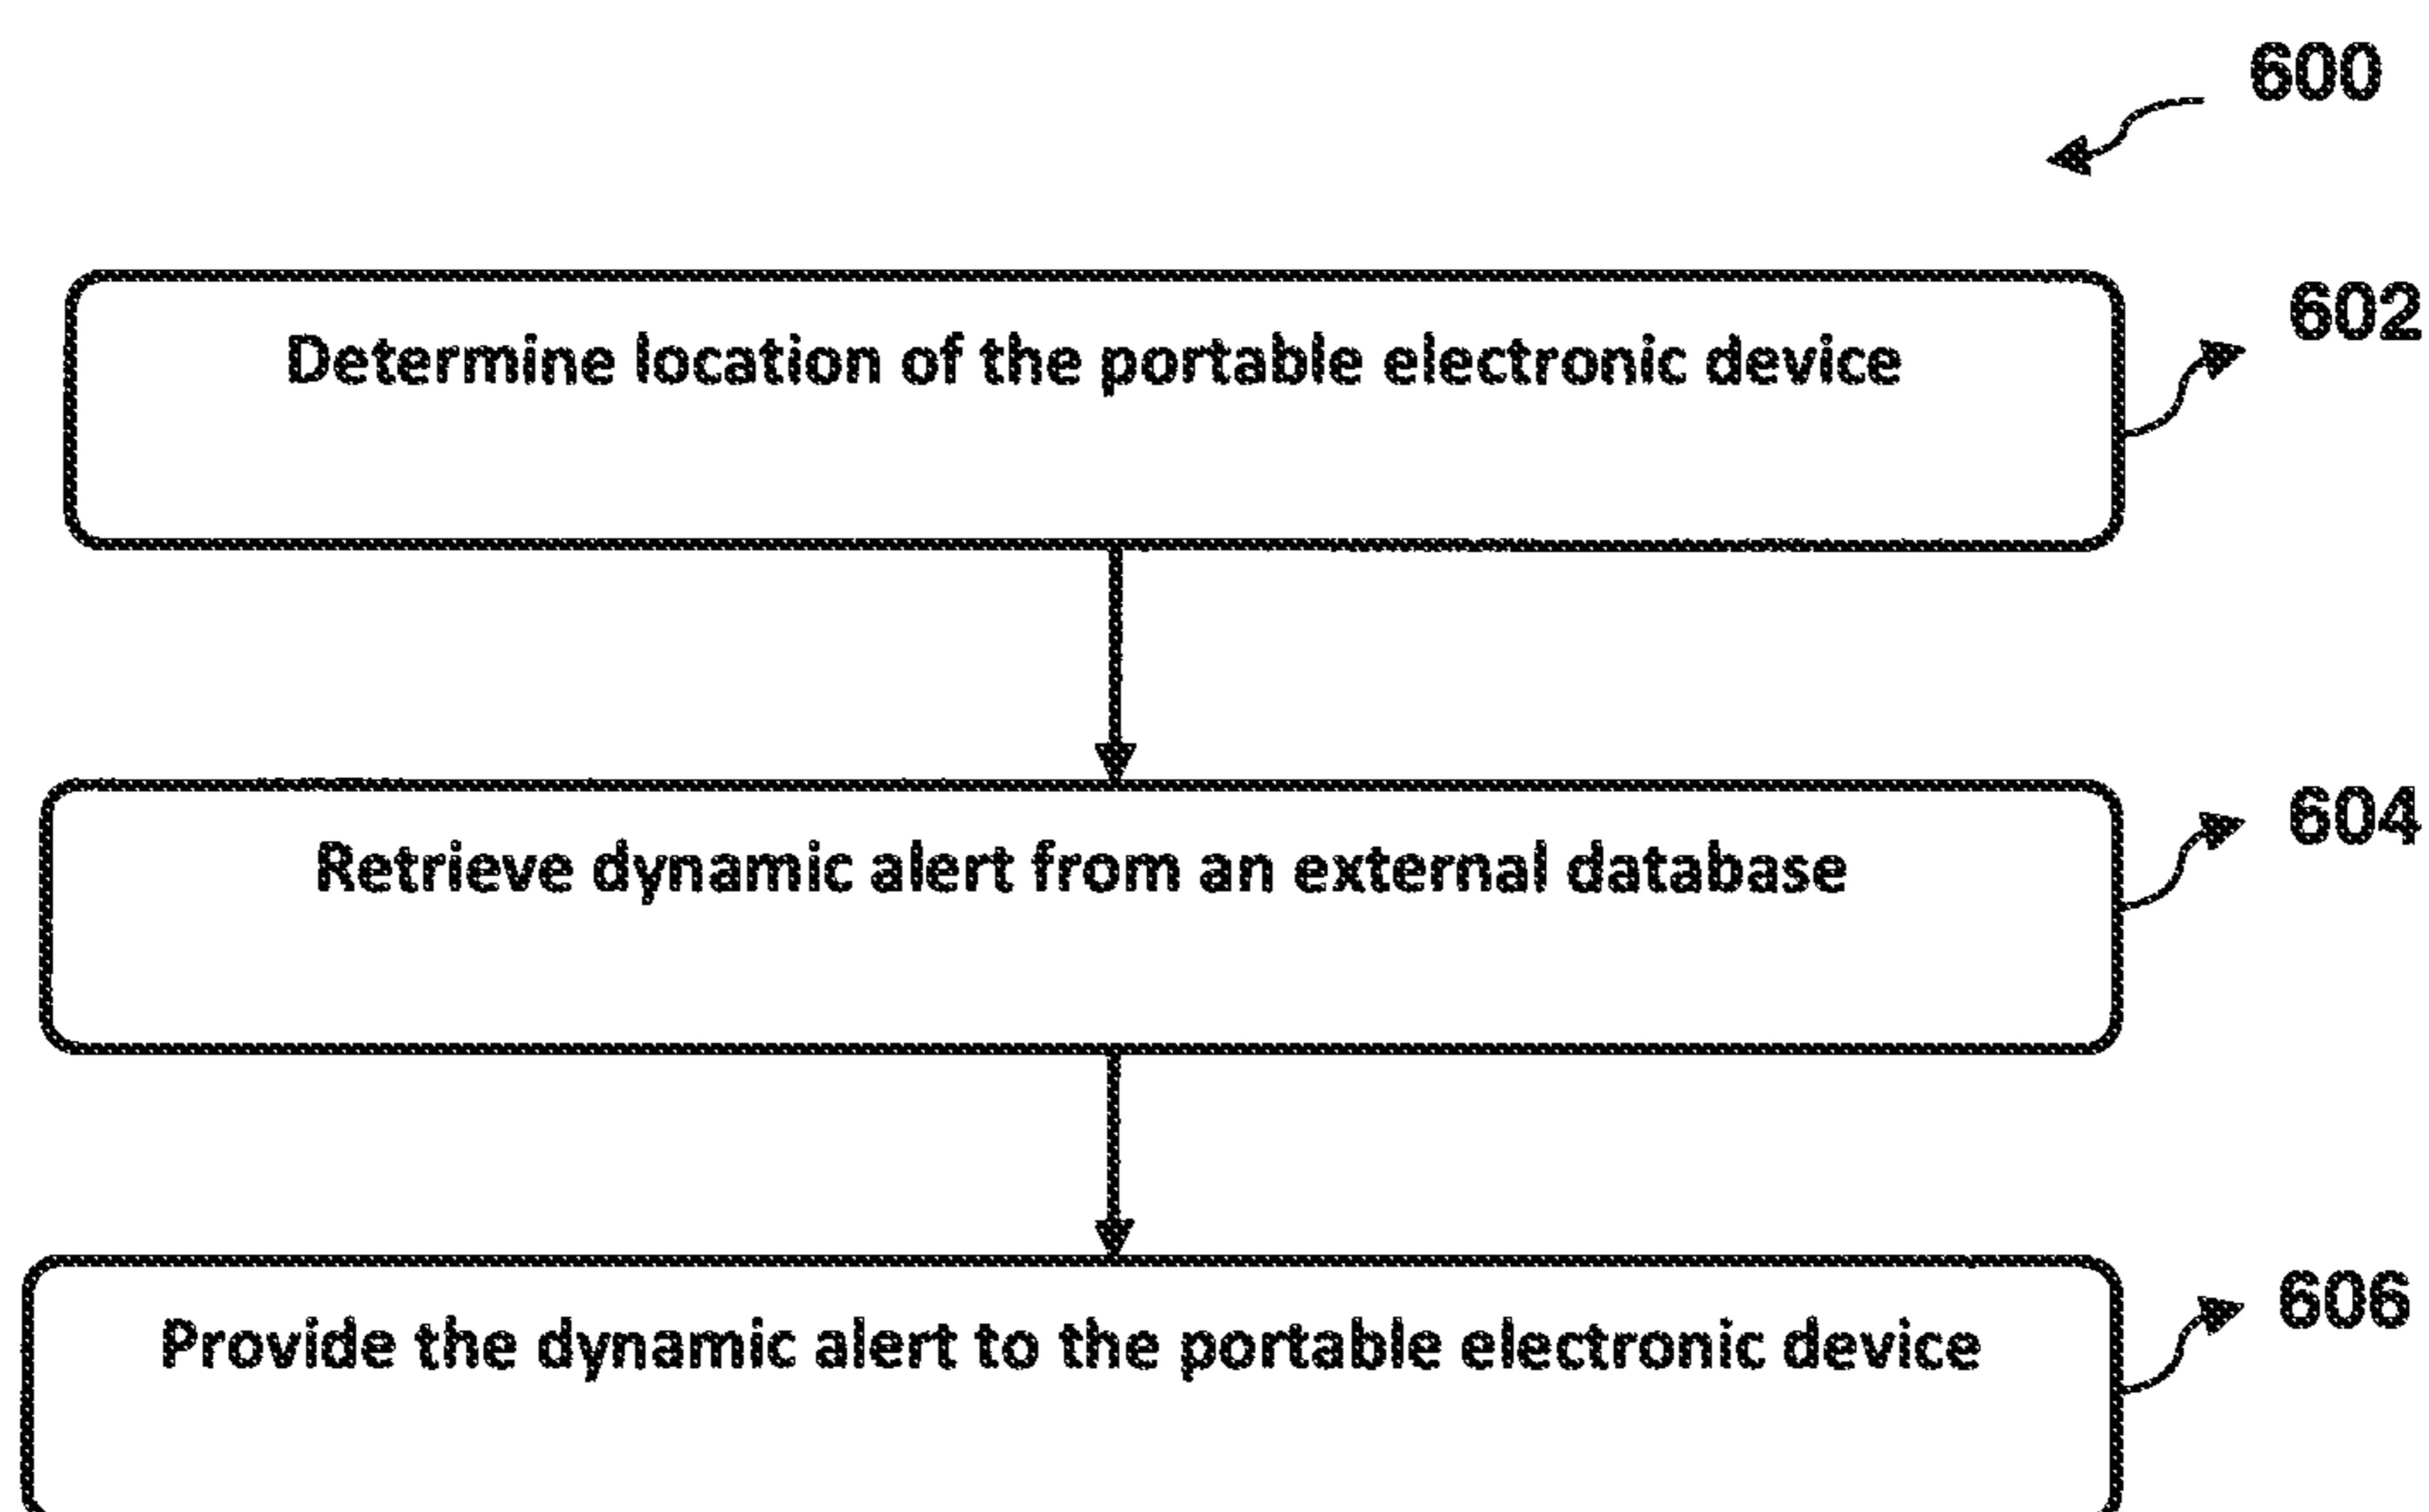 600
602
Determine location of the portable electronic device
604
Retrieve dynamic alert from an external database
606
Provide the dynamic alert to the portable electronic device